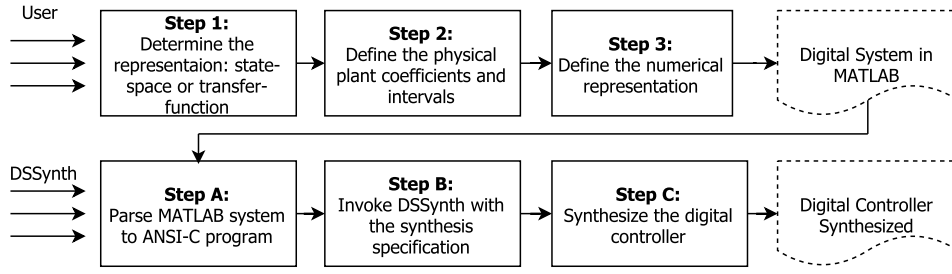 User
Step 1:
Determine the
representaion: state-
space or transfer-
function
Step 2:
Define the physical
plant coefficients and
intervals
Step 3:
Define the numerical
representation
Digital System in
MATLAB
DSSynth
Step A:
Parse MATLAB system
to ANSI-C program
Step B:
Invoke DSSynth with
the synthesis
specification
Step C:
Synthesize the digital
controller
Digital Controller
Synthesized